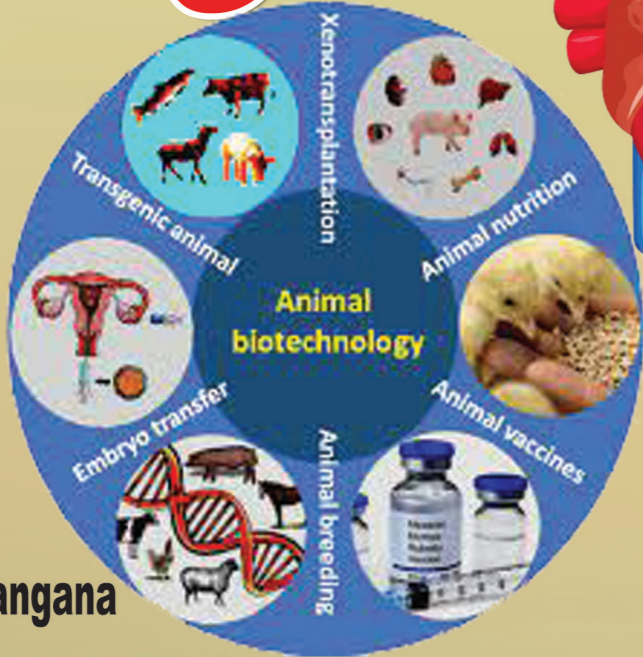 Xenotransplantation
Transgenic animal
Animal nutrition
Animal
biotechnology
Embryo transfer
Animal vaccines
Animal breeding
angana